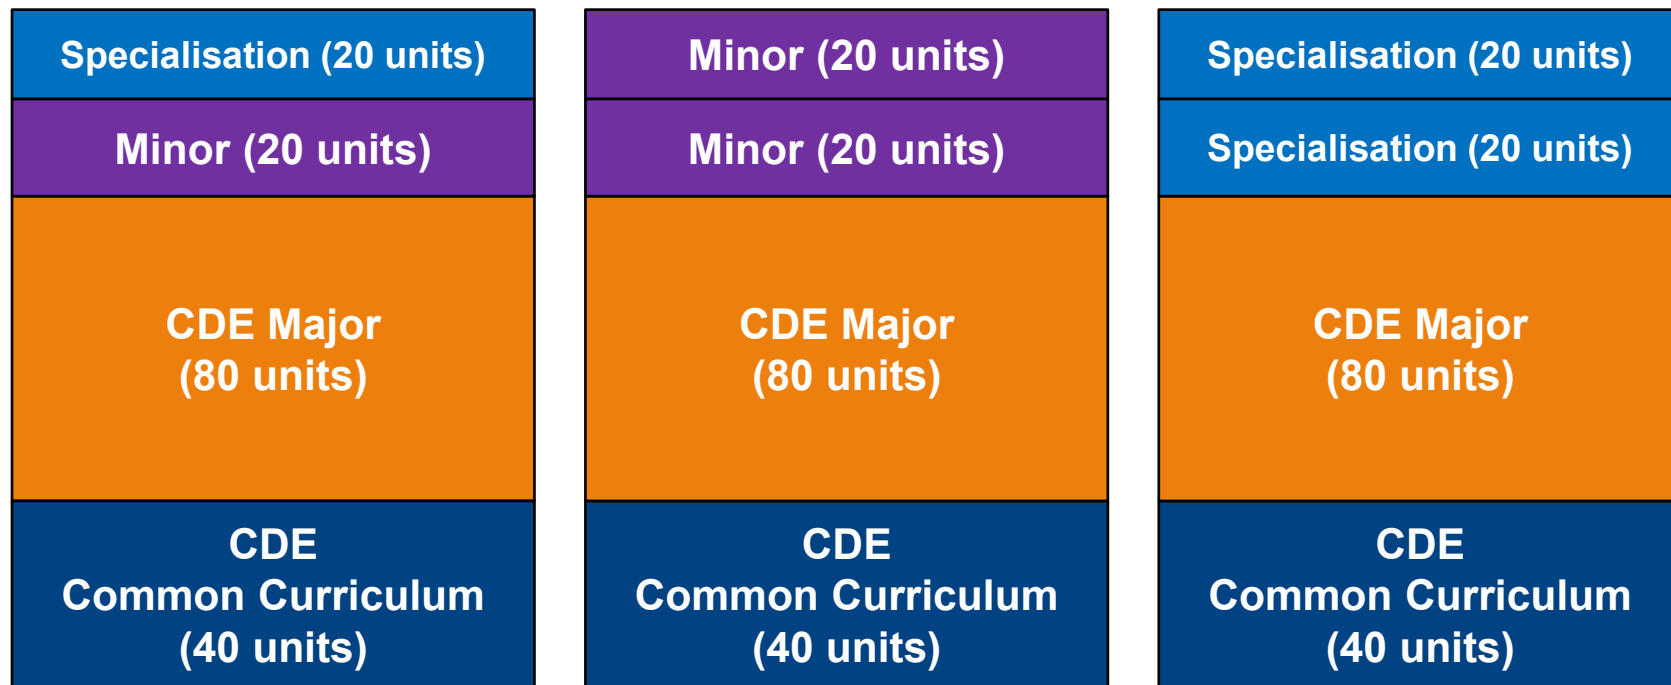 Specialisation (20 units)
Minor (20 units)
CDE Major
(80 units)
CDE
Common Curriculum
(40 units)
Minor (20 units)
Minor (20 units)
CDE Major
(80 units)
CDE
Common Curriculum
(40 units)
Specialisation (20 units)
Specialisation (20 units)
CDE Major
(80 units)
CDE
Common Curriculum
(40 units)